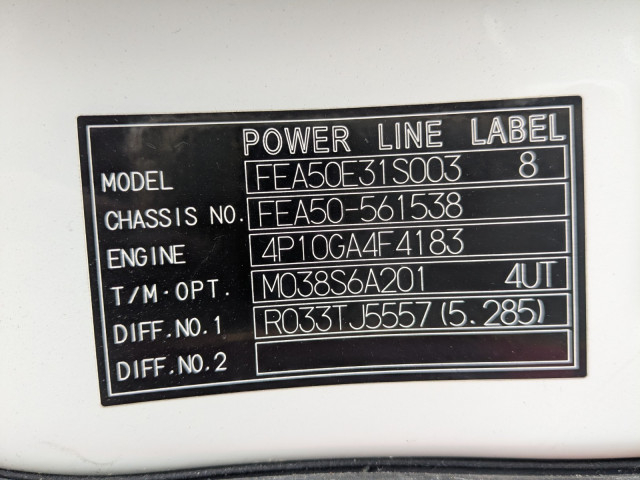 POWER LINE LABEL
MODEL FEA50E31S003 8
CHASSIS NO. FEA50-561538
ENGINE 4P10GA4F4183
T/M·OPT. M038S6A201 4UT
DIFF.NO.1 R033TJ5557(5.285)
DIFF.NO.2